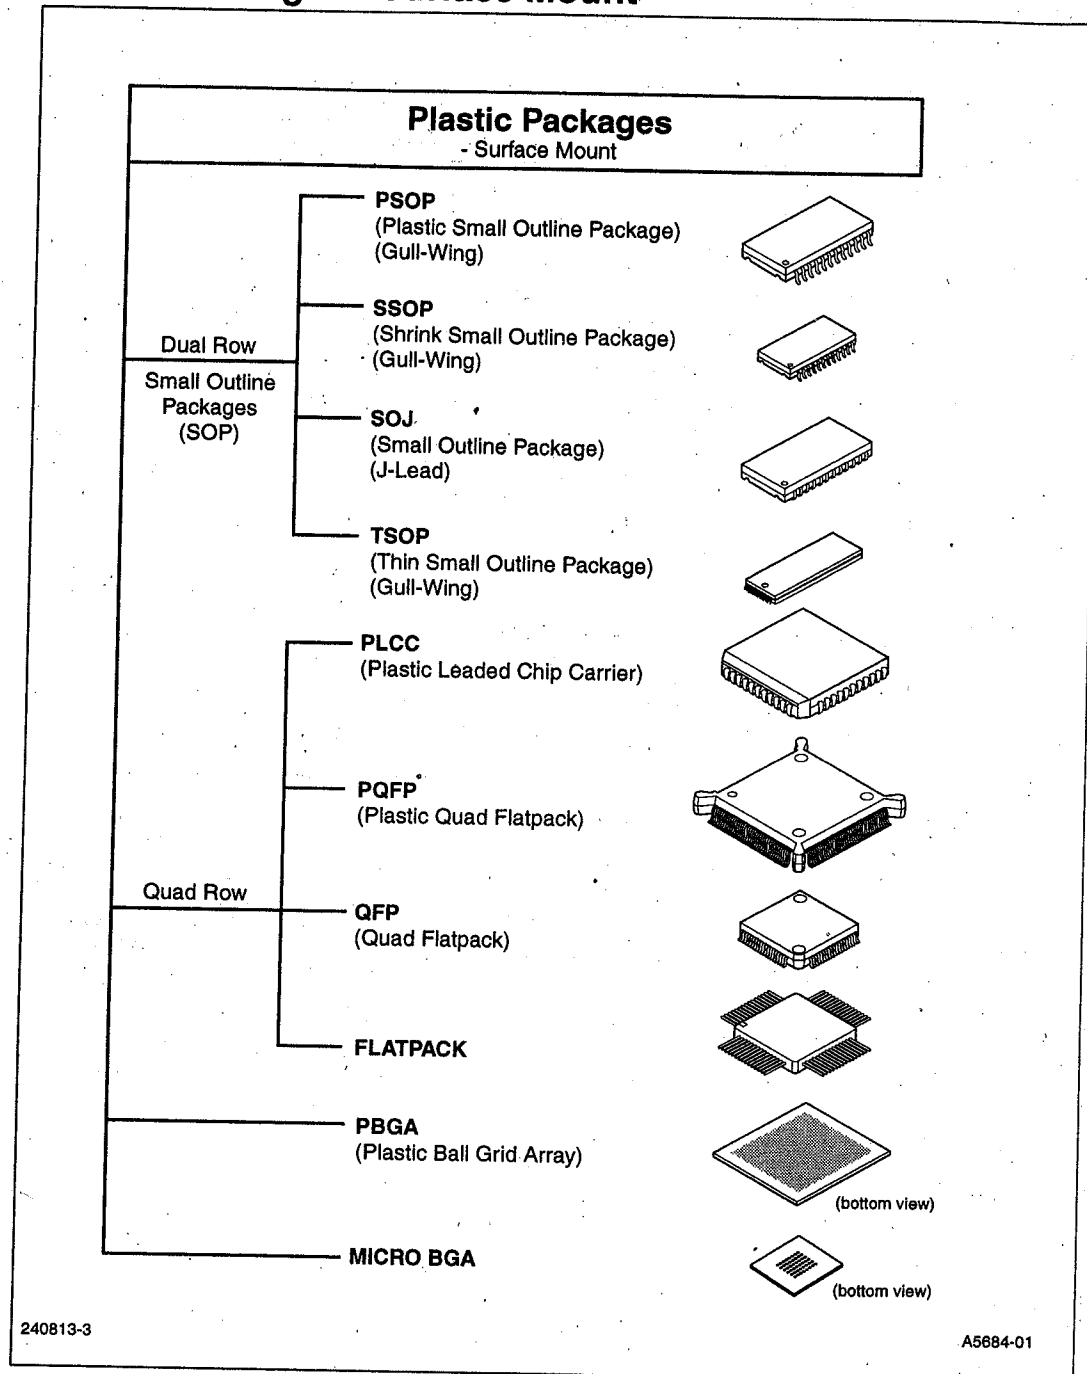 Surface Mount
Plastic Packages
- Surface Mount
PSOP
(Plastic Small Outline Package)
(Gull-Wing)
SSOP
(Shrink Small Outline Package)
(Gull-Wing)
Dual Row
Small Outline
Packages
(SOP)
SOJ
(Small Outline Package)
(J-Lead)
TSOP
(Thin Small Outline Package)
(Gull-Wing)
PLCC
(Plastic Leaded Chip Carrier)
PQFP
(Plastic Quad Flatpack)
Quad Row
QFP
(Quad Flatpack)
FLATPACK
PBGA
(Plastic Ball Grid Array)
(bottom view)
MICRO BGA
(bottom view)
240813-3
A5684-01